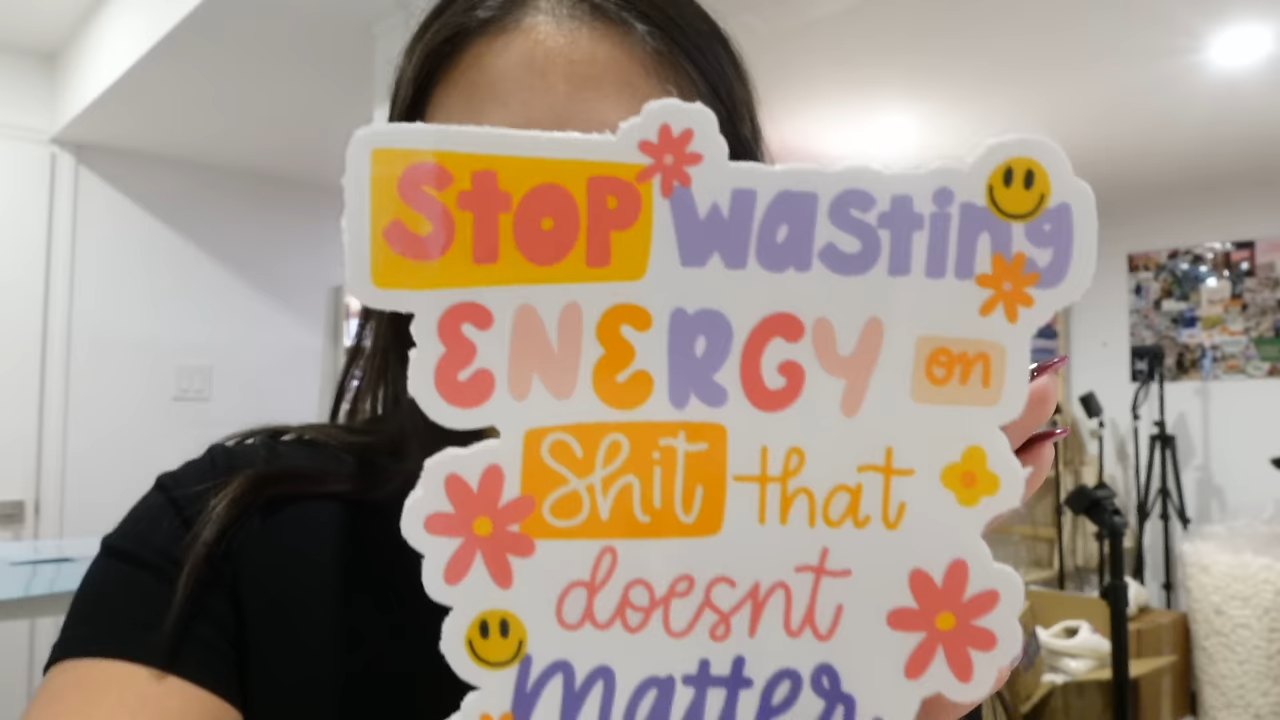 STOP wasting
ENERGY on
Shit that
doesnt
matter.